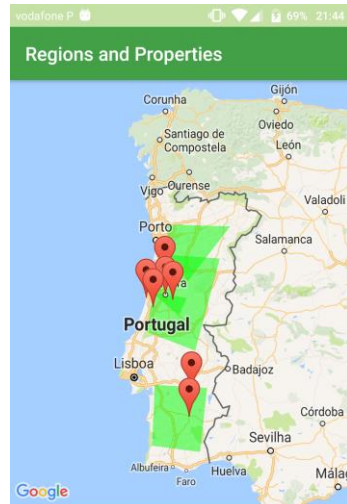 vodafone P 69% 21:44
Regions and Properties
Gijón
Corunha
Oviedo
Santiago de
Compostela
León
Vigo Ourense
Valladoli
Porto
Salamanca
ra
Portugal
Lisboa
Badajoz
Córdoba
Sevilha
Albufeira
Faro
Huelva
Mála
Google